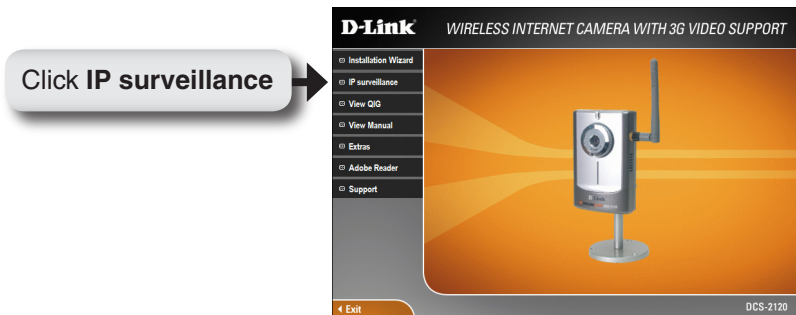 D-Link
WIRELESS INTERNET CAMERA WITH 3G VIDEO SUPPORT
Click IP surveillance
Installation Wizard
IP surveillance
View QIG
View Manual
Extras
Adobe Reader
Support
D-Link
Exit
DCS-2120